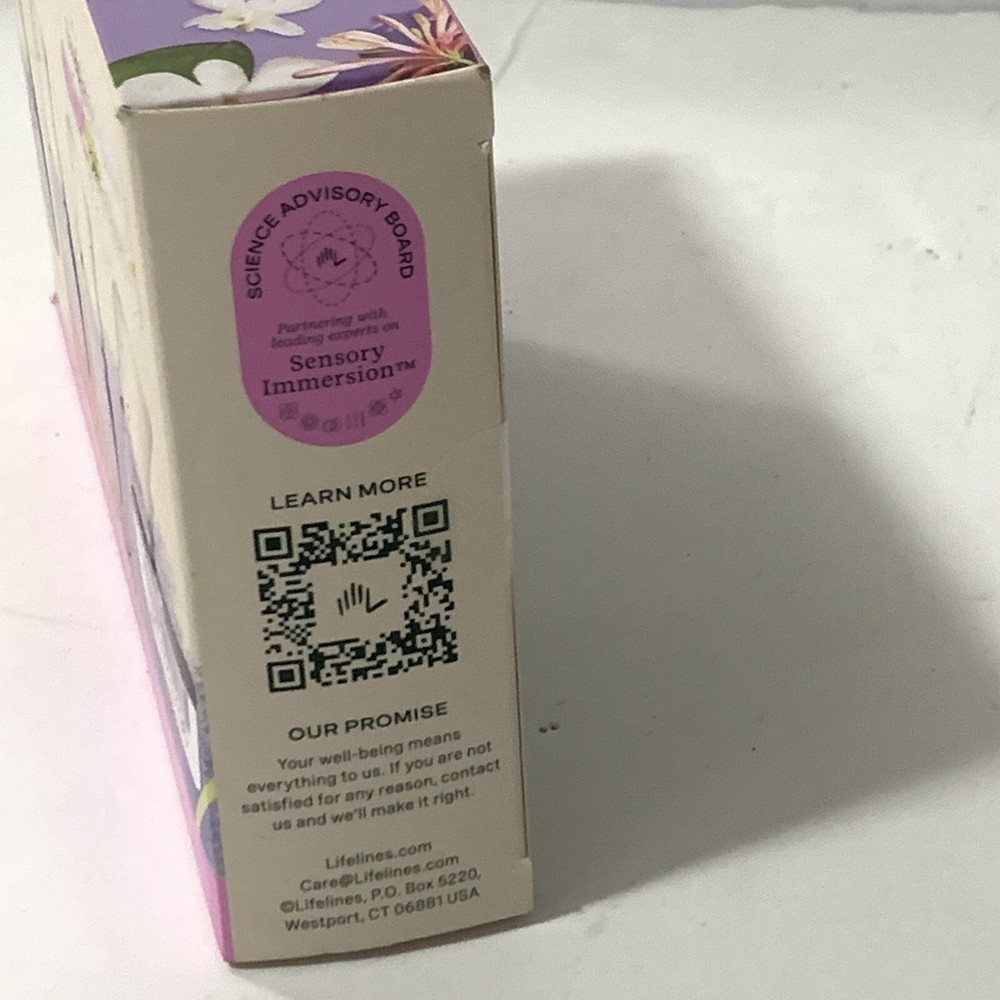 SCIENCE ADVISORY BOARD
Partnering with
leading experts on
Sensory
Immersion™
LEARN MORE
OUR PROMISE
Your well-being means
everything to us. If you are not
satisfied for any reason, contact
us and we'll make it right.
Lifelines.com
Care@Lifelines.com
©Lifelines, P.O. Box 5220,
Westport, CT 06881 USA